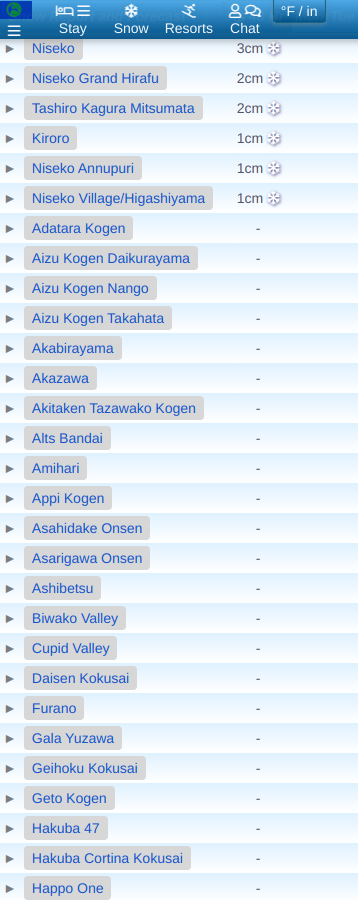 Stay Snow Resorts Chat °F / in
Niseko 3cm
Niseko Grand Hirafu 2cm
Tashiro Kagura Mitsumata 2cm
Kiroro 1cm
Niseko Annupuri 1cm
Niseko Village/Higashiyama 1cm
Adatara Kogen -
Aizu Kogen Daikurayama -
Aizu Kogen Nango -
Aizu Kogen Takahata -
Akabirayama -
Akazawa -
Akitaken Tazawako Kogen -
Alts Bandai -
Amihari -
Appi Kogen -
Asahidake Onsen -
Asarigawa Onsen -
Ashibetsu -
Biwako Valley -
Cupid Valley -
Daisen Kokusai -
Furano -
Gala Yuzawa -
Geihoku Kokusai -
Geto Kogen -
Hakuba 47 -
Hakuba Cortina Kokusai -
Happo One -